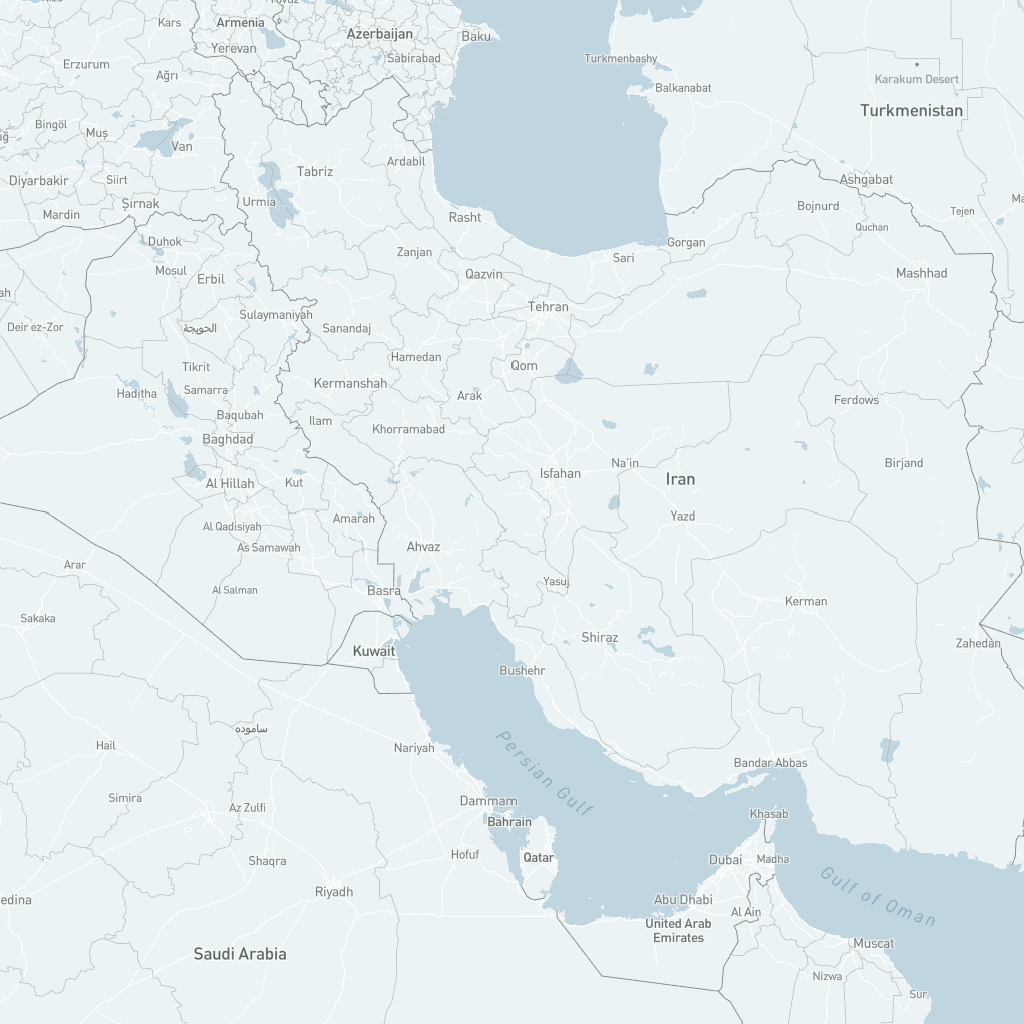 Kars
Armenia
Azerbaijan
Baku
Yerevan
Sabirabad
Turkmenbashy
Erzurum
Ağrı
Karakum Desert
Balkanabat
Turkmenistan
Bingöl
Muş
Van
Ardabil
Tabriz
Diyarbakir
Siirt
Ashgabat
Mardin
Şırnak
Urmia
Rasht
Bojnurd
Tejen
Quchan
Duhok
Zanjan
Gorgan
Sari
Mosul
Erbil
Qazvin
Mashhad
Tehran
Deir ez-Zor
الحويجة
Sulaymaniyah
Sanandaj
Tikrit
Hamedan
Qom
Haditha
Samarra
Kermanshah
Arak
Ferdows
Baqubah
Ilam
Khorramabad
Baghdad
Na'in
Birjand
Al Hillah
Kut
Isfahan
Iran
Al Qadisiyah
Amarah
Yazd
As Samawah
Ahvaz
Arar
Al Salman
Basra
Yasuj
Kerman
Sakaka
Shiraz
Zahedan
Kuwait
Bushehr
سامودہ
Hail
Nariyah
Persian Gulf
Bandar Abbas
Simira
Az Zulfi
Dammam
Bahrain
Khasab
Shaqra
Hofuf
Qatar
Dubai
Madha
edina
Riyadh
Abu Dhabi
Gulf of Oman
Al Ain
United Arab
Emirates
Muscat
Saudi Arabia
Nizwa
Sur